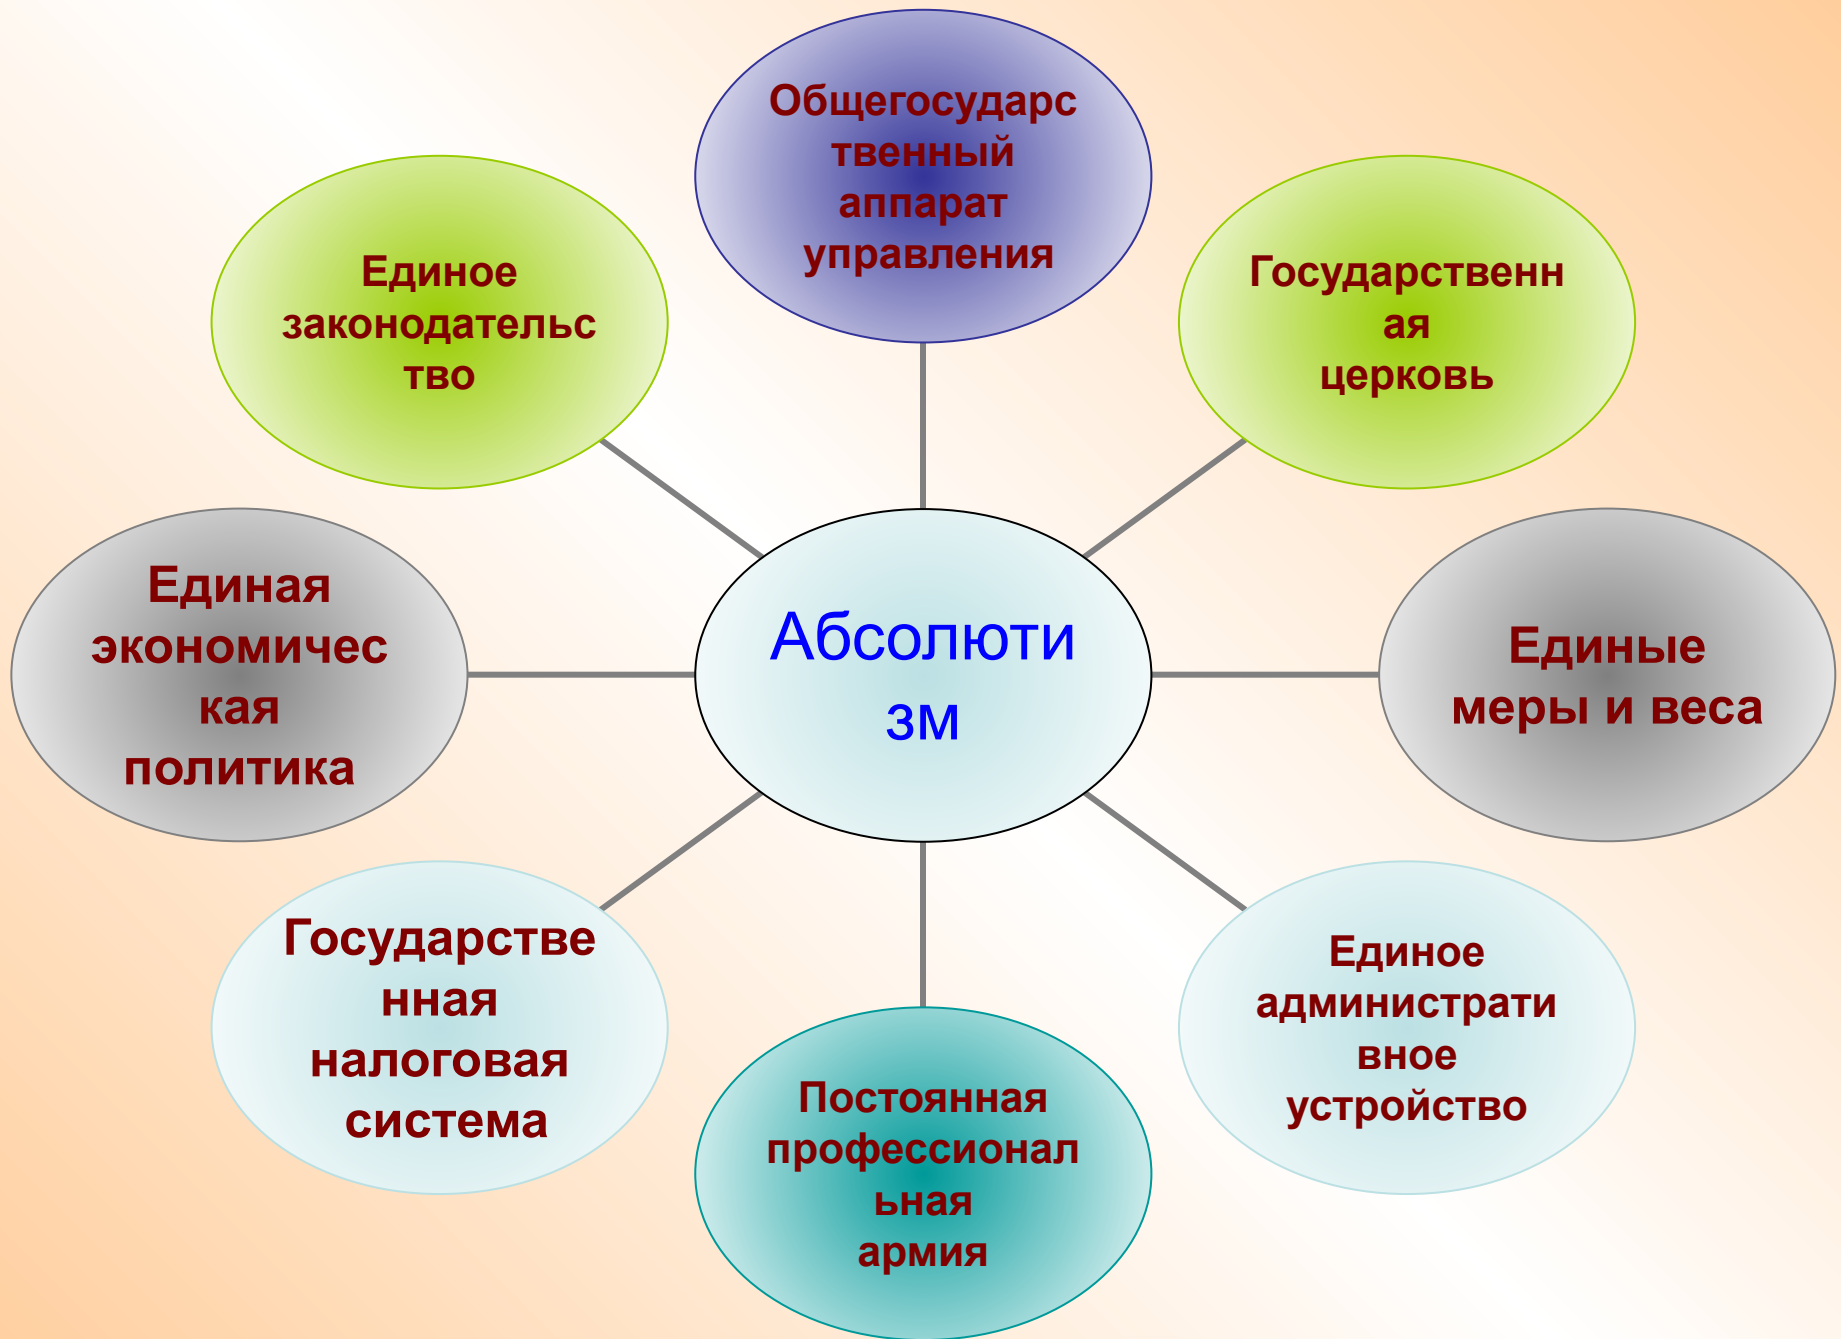 Общегосударс
твенный
аппарат
управления
Единое
законодательс
тво
Государственн
ая
церковь
Единая
экономичес
кая
политика
Абсолюти
зм
Единые
меры и веса
Государстве
нная
налоговая
система
Единое
административ
вное
устройство
Постоянная
профессионал
ьная
армия